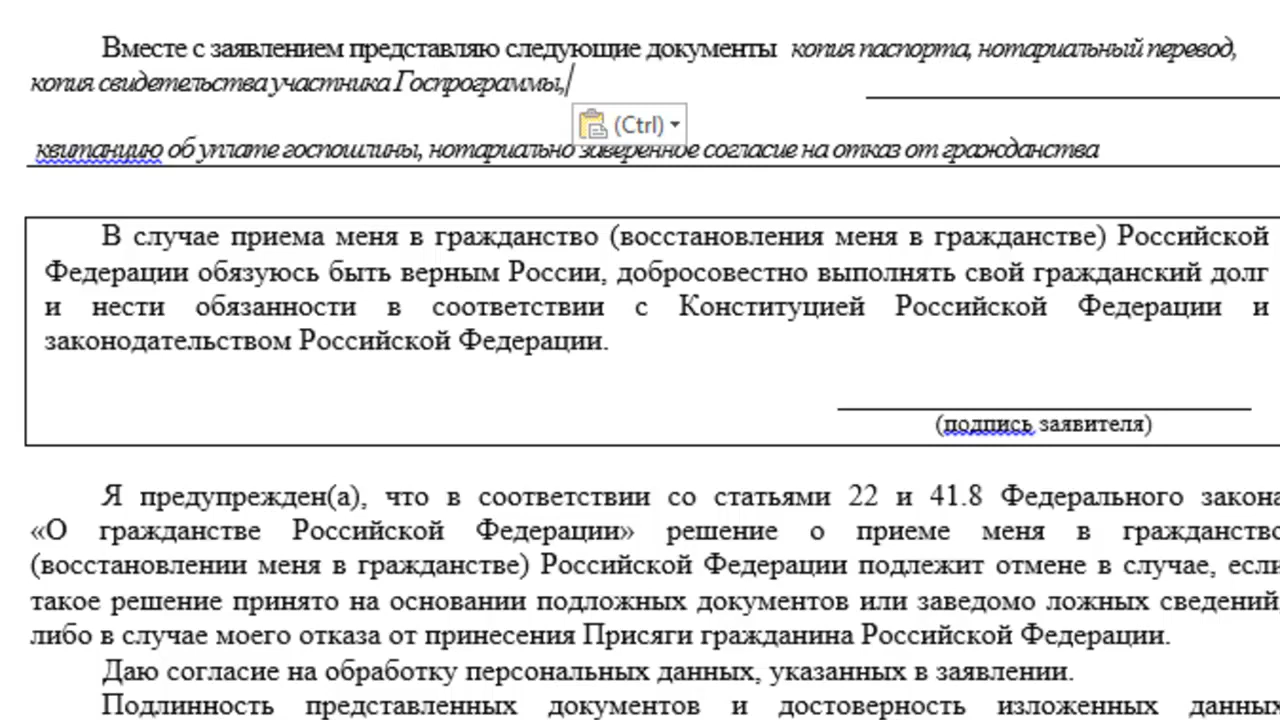 Вместе с заявлением представляю следующие документы копия паспорта, нотариальный перевод,
копия свидетельства участника Госпрограммы,
(Ctrl)
квитанцию об уплате госпошлины, нотариально заверенное согласие на отказ от гражданства
В случае приема меня в гражданство (восстановления меня в гражданстве) Российской
Федерации обязуюсь быть верным России, добросовестно выполнять свой гражданский долг
и нести обязанности в соответствии с Конституцией Российской Федерации и
законодательством Российской Федерации.
(подпись заявителя)
Я предупрежден(а), что в соответствии со статьями 22 и 41.8 Федерального закона
«О гражданстве Российской Федерации» решение о приеме меня в гражданство
(восстановлении меня в гражданстве) Российской Федерации подлежит отмене в случае, если
такое решение принято на основании подложных документов или заведомо ложных сведений,
либо в случае моего отказа от принесения Присяги гражданина Российской Федерации.
Даю согласие на обработку персональных данных, указанных в заявлении.
Подлинность представленных документов и достоверность изложенных данных